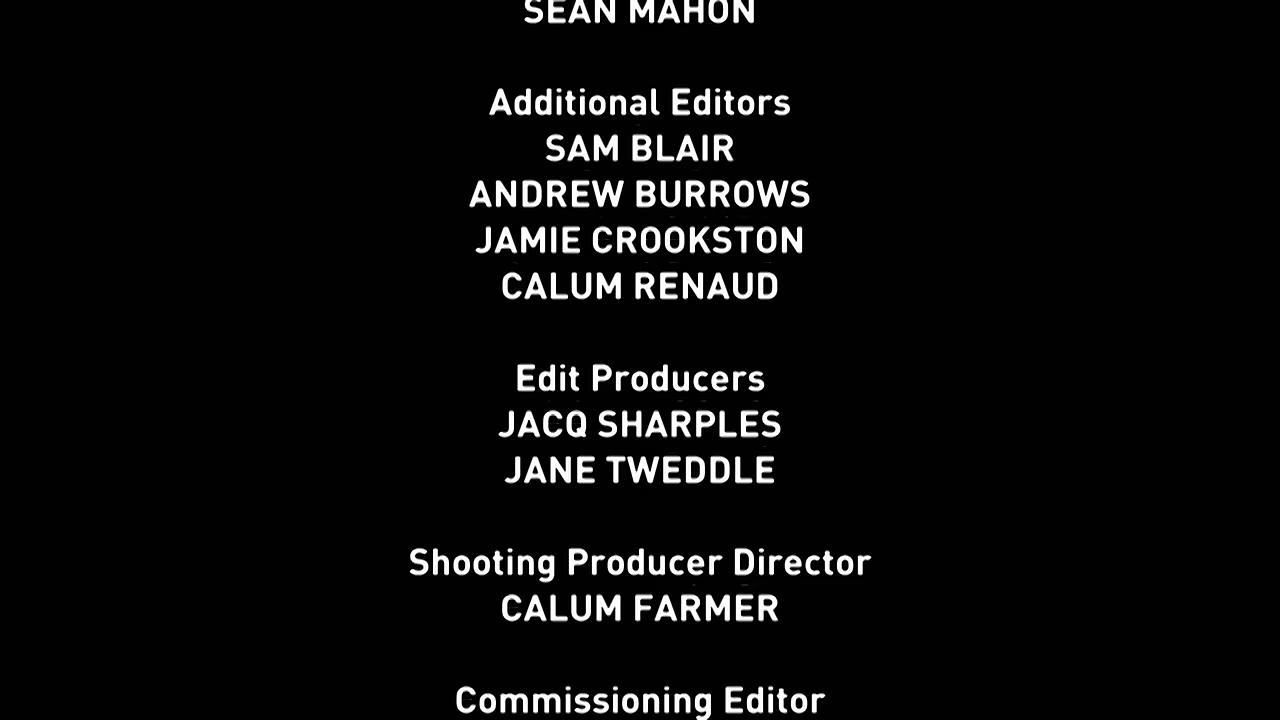 SEAN MAHON
Additional Editors
SAM BLAIR
ANDREW BURROWS
JAMIE CROOKSTON
CALUM RENAUD
Edit Producers
JACQ SHARPLES
JANE TWEDDLE
Shooting Producer Director
CALUM FARMER
Commissioning Editor